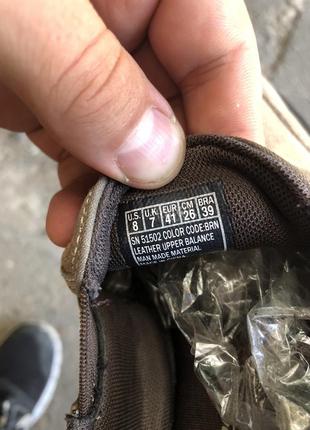 U.S. U.K EUR CM BRA
8 7 41 26 39
SN 51502 COLOR CODE:BRN
LEATHER UPPER BALANCE
MAN MADE MATERIAL